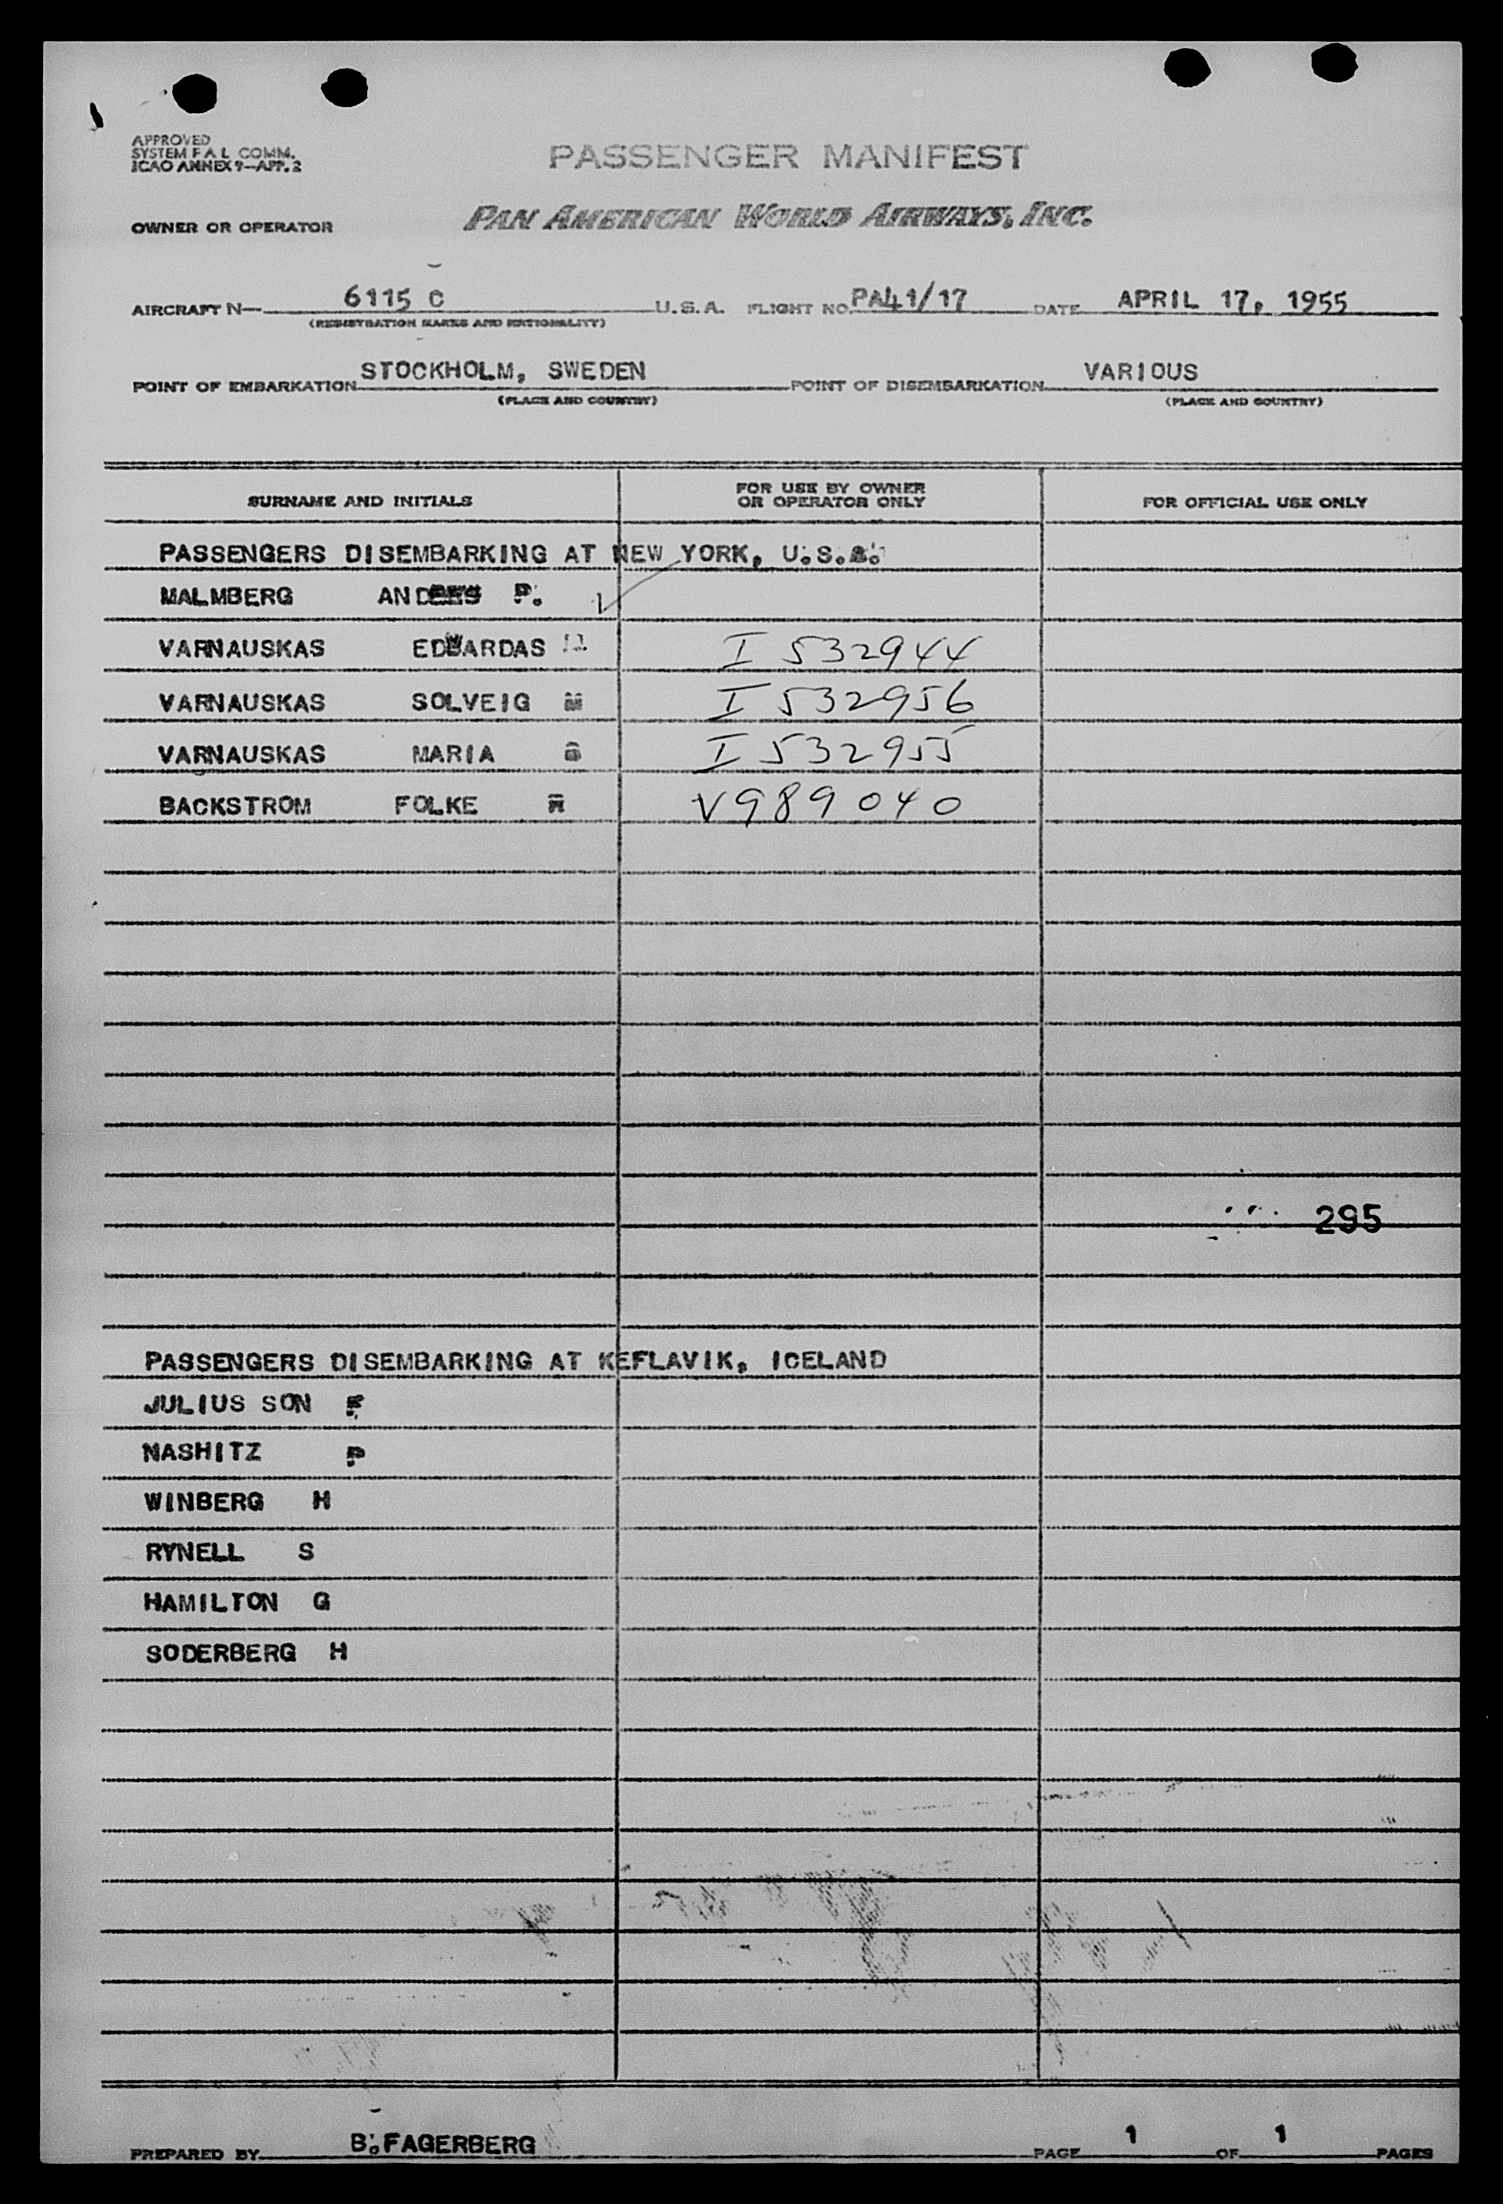 APPROVED
SYSTEM F A L COMM.
ICAO ANNEX 9—APP. 2
PASSENGER MANIFEST
OWNER OR OPERATOR PAN AMERICAN WORLD AIRWAYS, INC.
AIRCRAFT N— 6115 C U.S.A. FLIGHT NO. PA41/17 DATE APRIL 17, 1955
(REGISTRATION MARKS AND NATIONALITY)
POINT OF EMBARKATION STOCKHOLM, SWEDEN POINT OF DISEMBARKATION VARIOUS
(PLACE AND COUNTRY) (PLACE AND COUNTRY)
SURNAME AND INITIALS FOR USE BY OWNER OR OPERATOR ONLY FOR OFFICIAL USE ONLY
PASSENGERS DISEMBARKING AT NEW YORK, U.S.A.
MALMBERG P.
VARNAUSKAS EDWARDAS I 532944
VARNAUSKAS SOLVEIG M I 532956
VARNAUSKAS MARIA I 532955
BACKSTROM FOLKE V989040
295
PASSENGERS DISEMBARKING AT KEFLAVIK, ICELAND
JULIUS SON F
NASHITZ P
WINBERG H
RYNELL S
HAMILTON G
SODERBERG H
PREPARED BY B. FAGERBERG PAGE 1 OF 1 PAGES